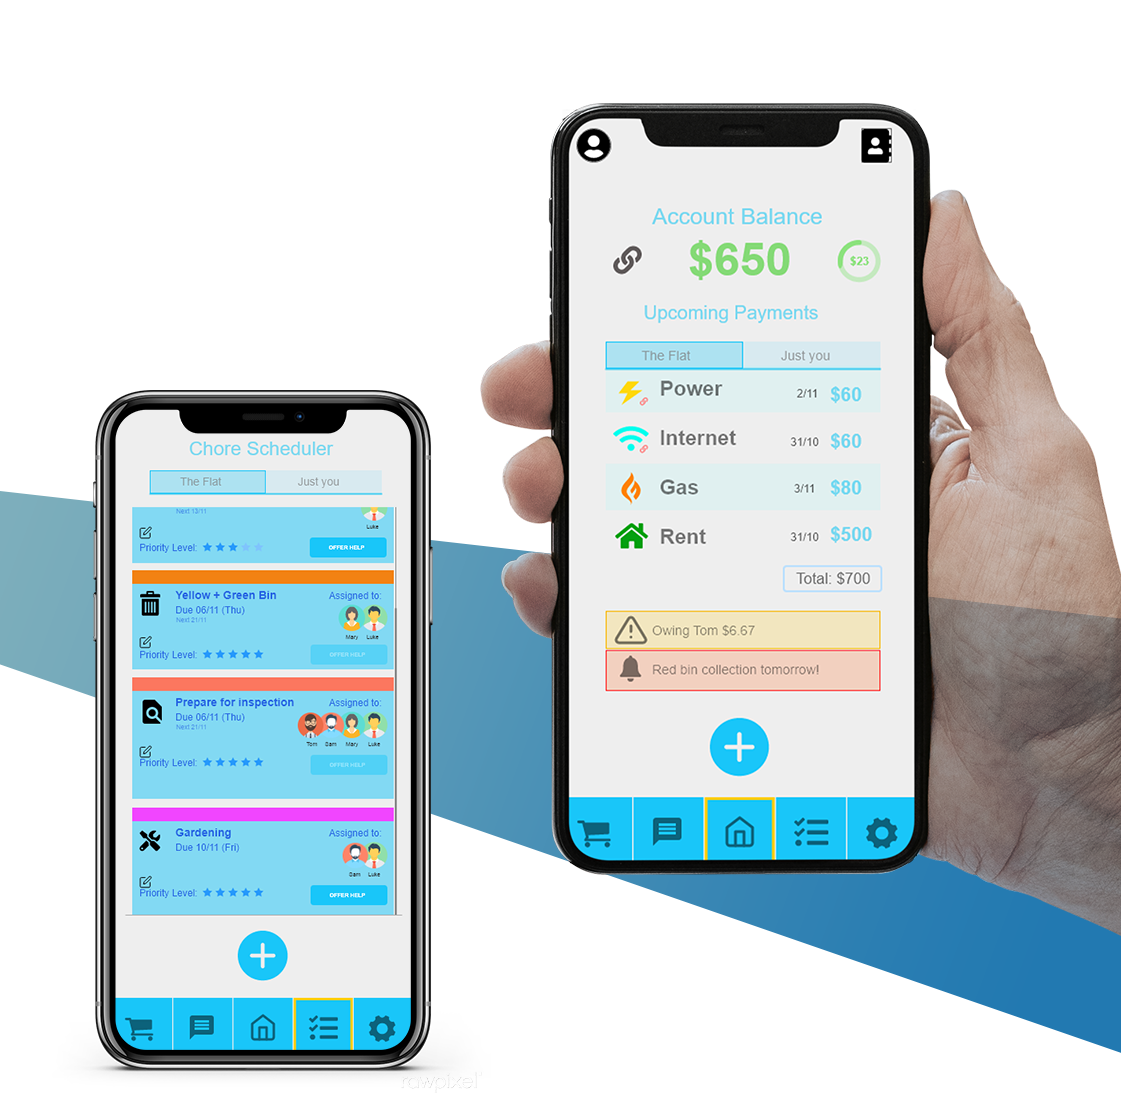 Account Balance
$650
$23
Upcoming Payments
The Flat Just you
Power 2/11 $60
Internet 31/10 $60
Gas 3/11 $80
Rent 31/10 $500
Total: $700
Owing Tom $6.67
Red bin collection tomorrow!
Chore Scheduler
The Flat Just you
Next 13/11
Luke
Priority Level:
OFFER HELP
Yellow + Green Bin Assigned to:
Due 06/11 (Thu)
Next 21/11
Mary Luke
Priority Level:
OFFER HELP
Prepare for inspection Assigned to:
Due 06/11 (Thu)
Next 21/11
Tom Sam Mary Luke
Priority Level:
OFFER HELP
Gardening Assigned to:
Due 10/11 (Fri)
Sam Luke
Priority Level:
OFFER HELP
rawpixel